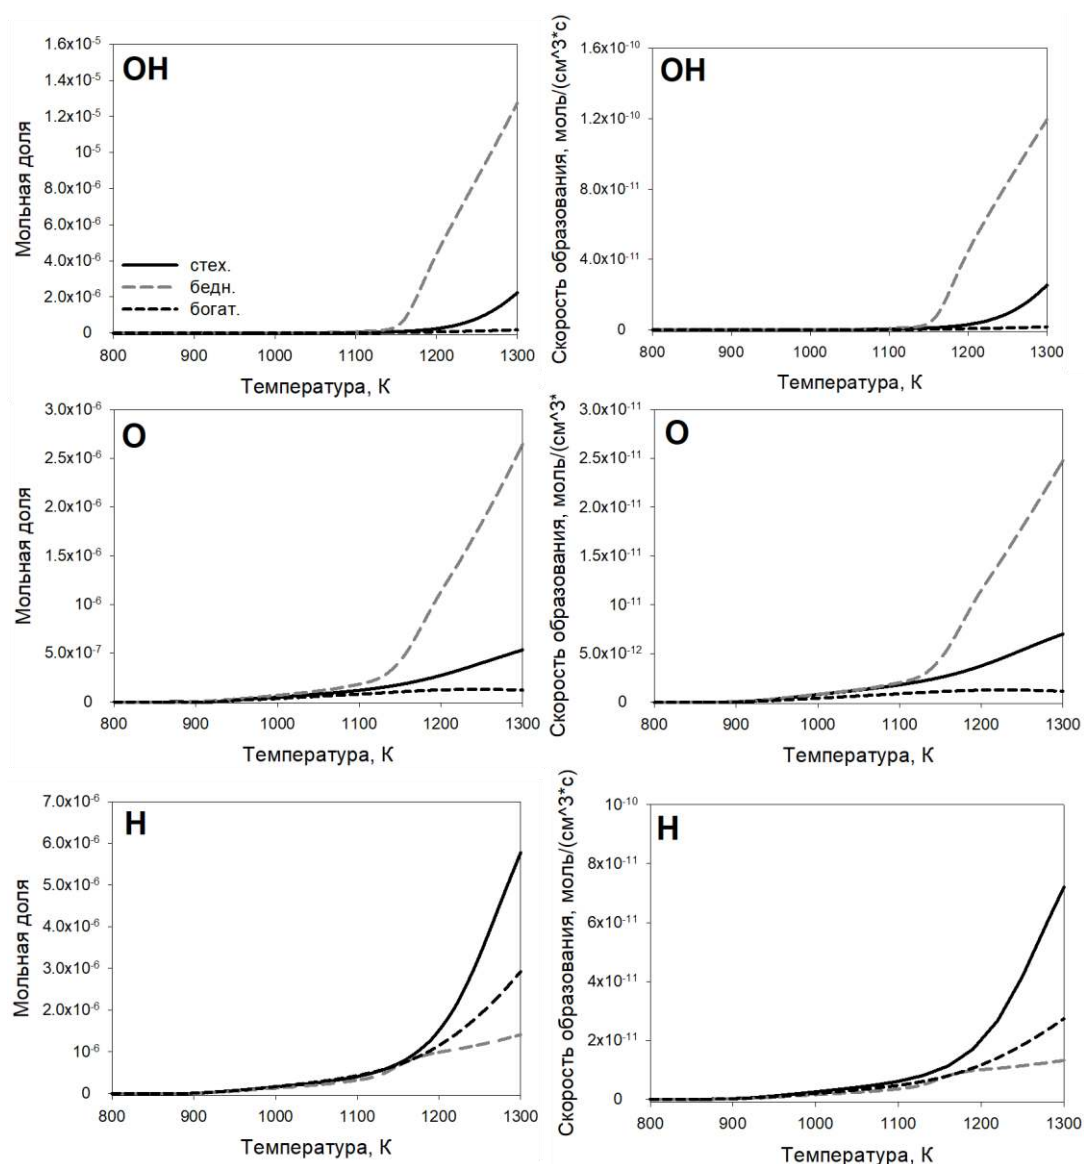 OH
Мольная доля
1.6x10⁻⁵
1.4x10⁻⁵
1.2x10⁻⁵
10⁻⁵
8.0x10⁻⁶
6.0x10⁻⁶
4.0x10⁻⁶
2.0x10⁻⁶
0
стех.
бедн.
богат.
800 900 1000 1100 1200 1300
Температура, К
OH
Скорость образования, моль/(см^3*с)
1.6x10⁻¹⁰
1.2x10⁻¹⁰
8.0x10⁻¹¹
4.0x10⁻¹¹
0
800 900 1000 1100 1200 1300
Температура, К
O
Мольная доля
3.0x10⁻⁶
2.5x10⁻⁶
2.0x10⁻⁶
1.5x10⁻⁶
10⁻⁶
5.0x10⁻⁷
0
800 900 1000 1100 1200 1300
Температура, К
O
Скорость образования, моль/(см^3*
3.0x10⁻¹¹
2.5x10⁻¹¹
2.0x10⁻¹¹
1.5x10⁻¹¹
10⁻¹¹
5.0x10⁻¹²
0
800 900 1000 1100 1200 1300
Температура, К
H
Мольная доля
7.0x10⁻⁶
6.0x10⁻⁶
5.0x10⁻⁶
4.0x10⁻⁶
3.0x10⁻⁶
2.0x10⁻⁶
10⁻⁶
0
800 900 1000 1100 1200 1300
Температура, К
H
Скорость образования, моль/(см^3*с)
10⁻¹⁰
8x10⁻¹¹
6x10⁻¹¹
4x10⁻¹¹
2x10⁻¹¹
0
800 900 1000 1100 1200 1300
Температура, К